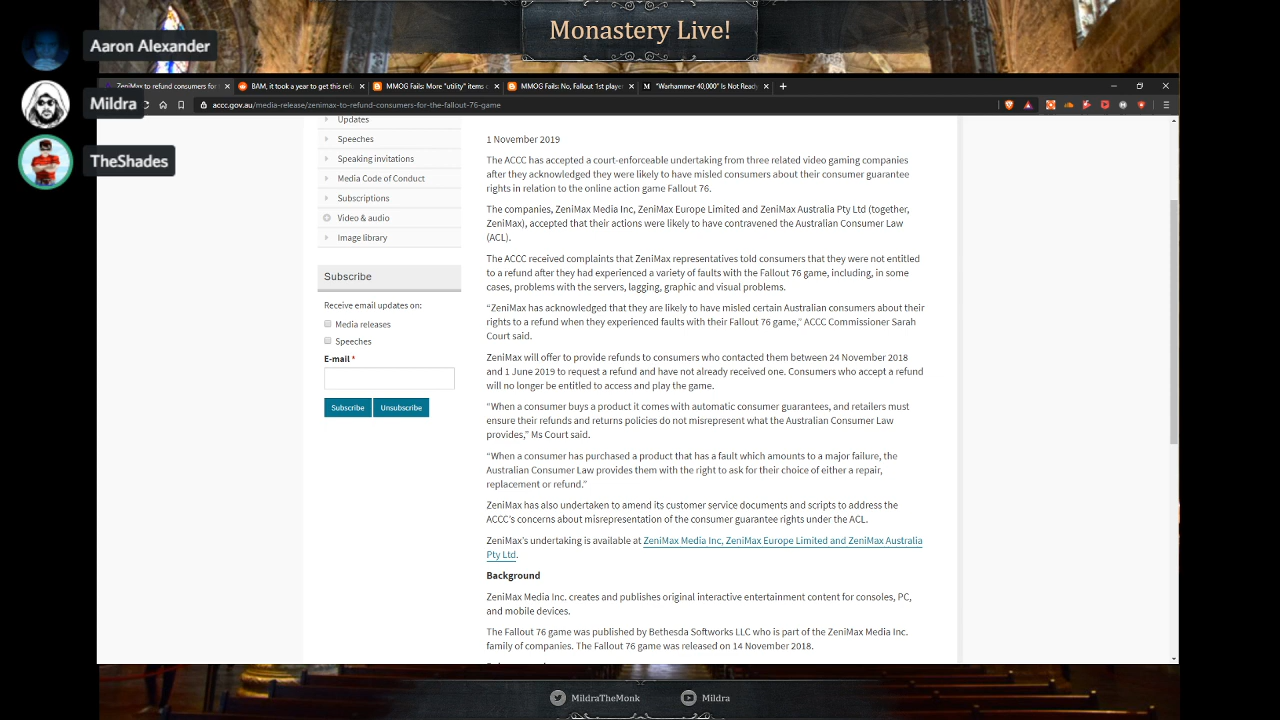 Monastery Live!
Aaron Alexander
Mildra
TheShades
ZeniMax to refund consumers for
BAM, it took a year to get this refu
MMOG Fails: More "utility" items c
MMOG Fails: No, Fallout 1st playe
"Warhammer 40,000" Is Not Read
accc.gov.au/media-release/zenimax-to-refund-consumers-for-the-fallout-76-game
Updates
Speeches
Speaking invitations
Media Code of Conduct
Subscriptions
Video & audio
Image library
Subscribe
Receive email updates on:
Media releases
Speeches
E-mail *
Subscribe
Unsubscribe
1 November 2019
The ACCC has accepted a court-enforceable undertaking from three related video gaming companies
after they acknowledged they were likely to have misled consumers about their consumer guarantee
rights in relation to the online action game Fallout 76.
The companies, ZeniMax Media Inc, ZeniMax Europe Limited and ZeniMax Australia Pty Ltd (together,
ZeniMax), accepted that their actions were likely to have contravened the Australian Consumer Law
(ACL).
The ACCC received complaints that ZeniMax representatives told consumers that they were not entitled
to a refund after they had experienced a variety of faults with the Fallout 76 game, including, in some
cases, problems with the servers, lagging, graphic and visual problems.
“ZeniMax has acknowledged that they are likely to have misled certain Australian consumers about their
rights to a refund when they experienced faults with their Fallout 76 game,” ACCC Commissioner Sarah
Court said.
ZeniMax will offer to provide refunds to consumers who contacted them between 24 November 2018
and 1 June 2019 to request a refund and have not already received one. Consumers who accept a refund
will no longer be entitled to access and play the game.
“When a consumer buys a product it comes with automatic consumer guarantees, and retailers must
ensure their refunds and returns policies do not misrepresent what the Australian Consumer Law
provides,” Ms Court said.
“When a consumer has purchased a product that has a fault which amounts to a major failure, the
Australian Consumer Law provides them with the right to ask for their choice of either a repair,
replacement or refund.”
ZeniMax has also undertaken to amend its customer service documents and scripts to address the
ACCC’s concerns about misrepresentation of the consumer guarantee rights under the ACL.
ZeniMax’s undertaking is available at ZeniMax Media Inc, ZeniMax Europe Limited and ZeniMax Australia
Pty Ltd.
Background
ZeniMax Media Inc. creates and publishes original interactive entertainment content for consoles, PC,
and mobile devices.
The Fallout 76 game was published by Bethesda Softworks LLC who is part of the ZeniMax Media Inc.
family of companies. The Fallout 76 game was released on 14 November 2018.
MildraTheMonk
Mildra